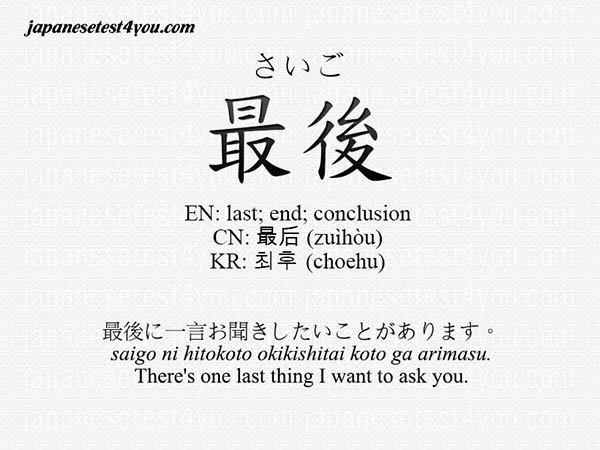 japanesetest4you.com
さいご
最後
EN: last; end; conclusion
CN: 最后 (zuìhòu)
KR: 최후 (choehu)
最後に一言お聞きしたいことがあります。
saigo ni hitokoto okikishitai koto ga arimasu.
There's one last thing I want to ask you.